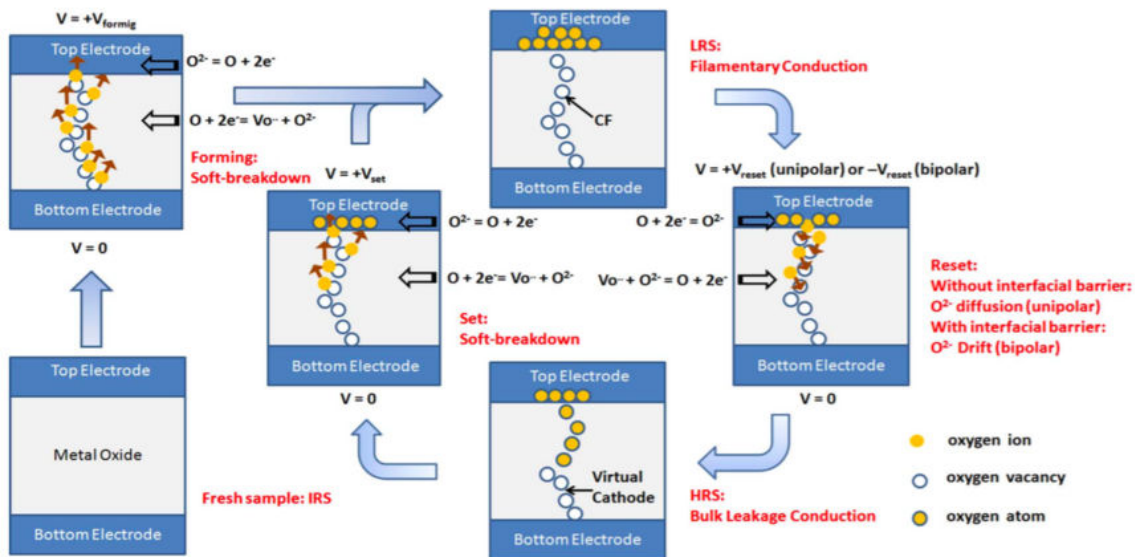 V = +Vformig
Top Electrode
O²⁻ = O + 2e⁻
O + 2e⁻= Vo·· + O²⁻
Forming:
Soft-breakdown
Bottom Electrode
V = 0
Top Electrode
Metal Oxide
Bottom Electrode
Fresh sample: IRS
V = +Vset
Top Electrode
O²⁻ = O + 2e⁻
O + 2e⁻= Vo·· + O²⁻
Set:
Soft-breakdown
Bottom Electrode
V = 0
Top Electrode
CF
Bottom Electrode
LRS:
Filamentary Conduction
V = +Vreset (unipolar) or –Vreset (bipolar)
Top Electrode
O + 2e⁻ = O²⁻
Vo·· + O²⁻ = O + 2e⁻
Bottom Electrode
V = 0
Reset:
Without interfacial barrier:
O²⁻ diffusion (unipolar)
With interfacial barrier:
O²⁻ Drift (bipolar)
Top Electrode
Virtual
Cathode
Bottom Electrode
HRS:
Bulk Leakage Conduction
oxygen ion
oxygen vacancy
oxygen atom